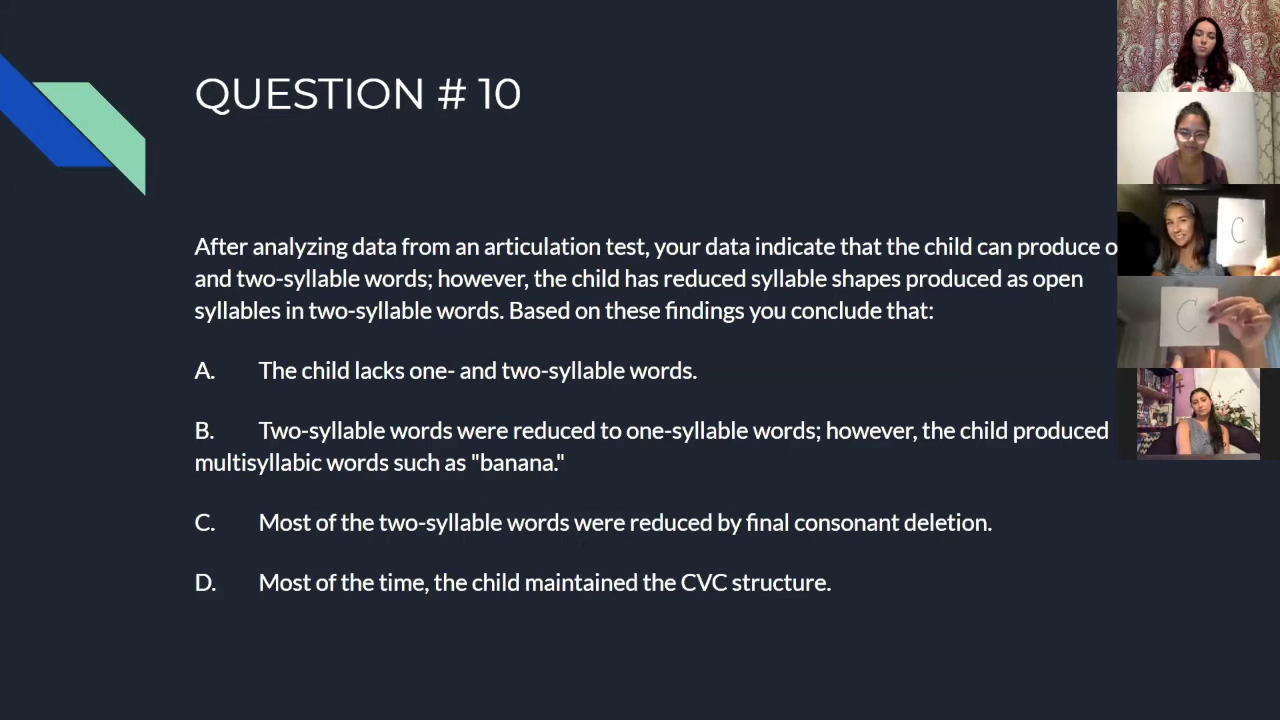 QUESTION # 10
After analyzing data from an articulation test, your data indicate that the child can produce
and two-syllable words; however, the child has reduced syllable shapes produced as open
syllables in two-syllable words. Based on these findings you conclude that:
A. The child lacks one- and two-syllable words.
B. Two-syllable words were reduced to one-syllable words; however, the child produced
multisyllabic words such as "banana."
C. Most of the two-syllable words were reduced by final consonant deletion.
D. Most of the time, the child maintained the CVC structure.
C
C